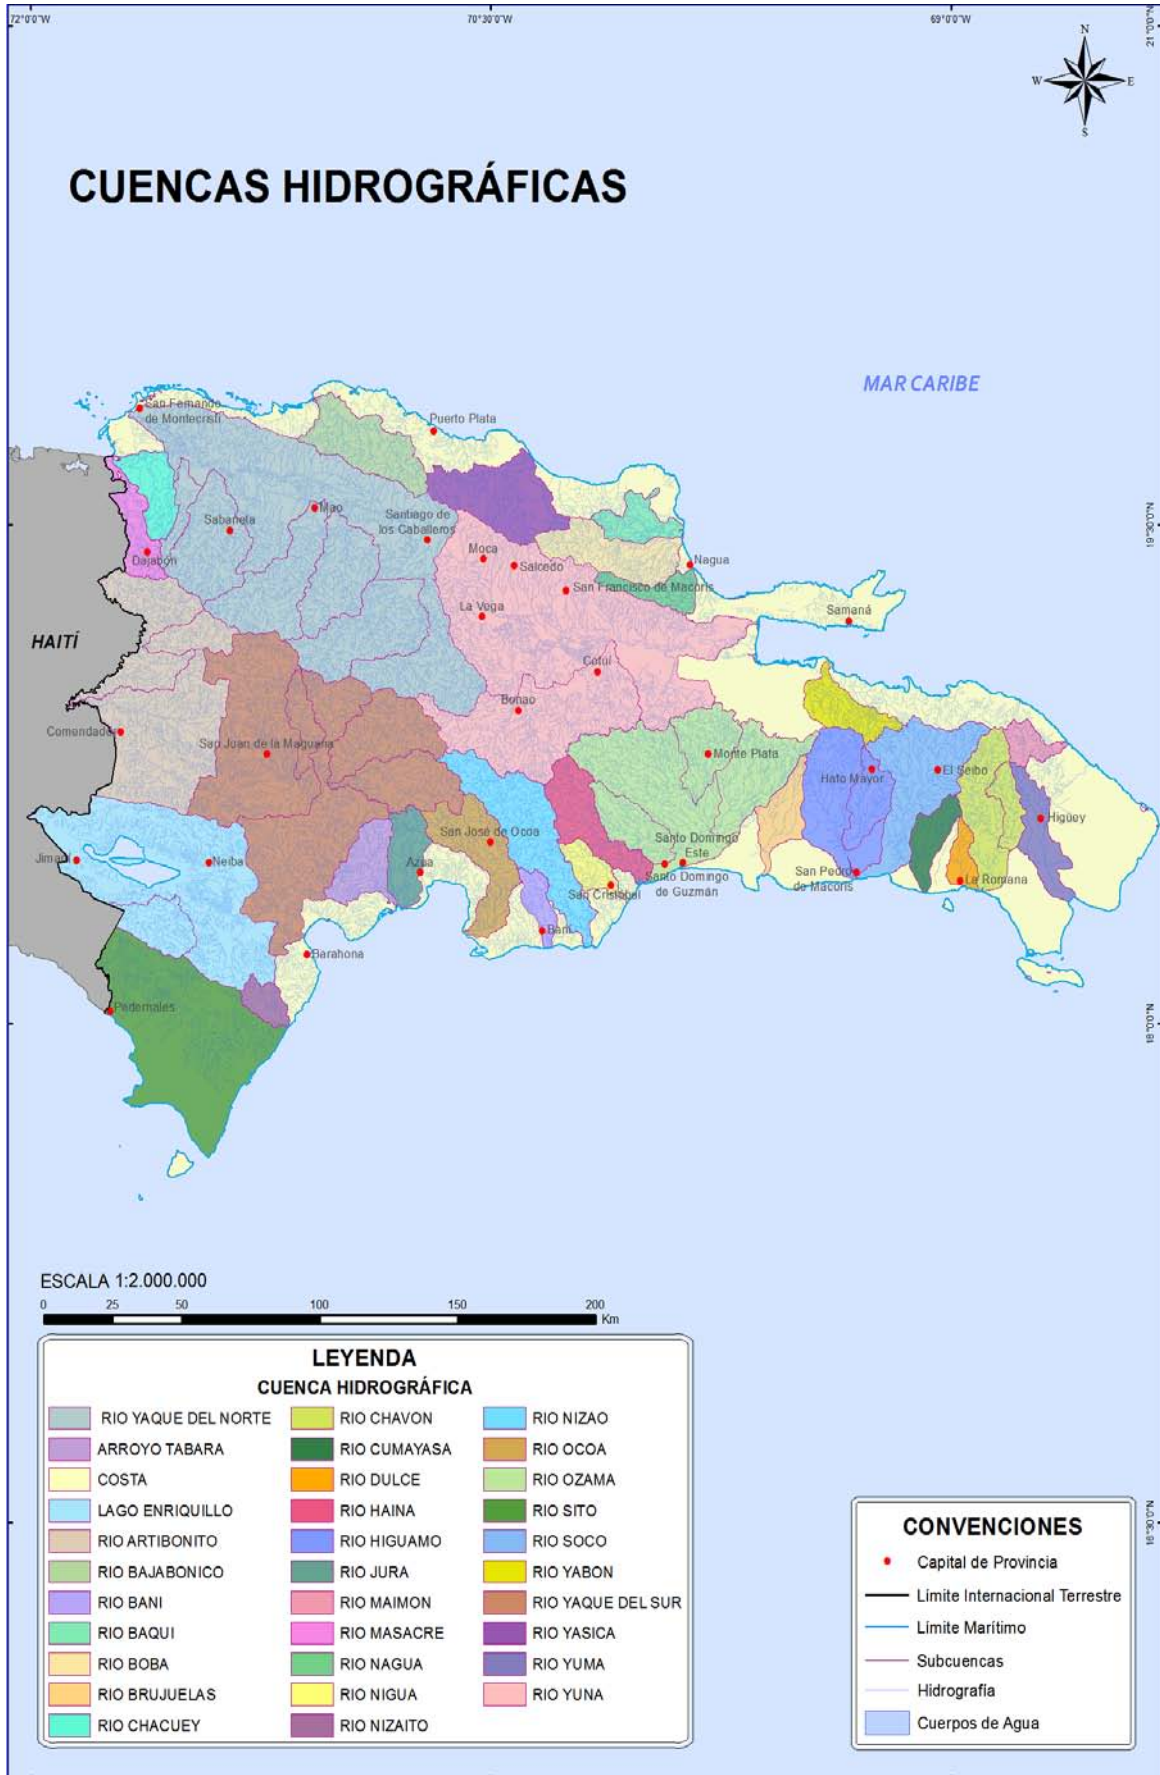 72°0'0"W
70°30'0"W
69°0'0"W
21°0'0"N
N
W
E
S
CUENCAS HIDROGRÁFICAS
MAR CARIBE
San Fernando
de Montecristi
Puerto Plata
Sabaneta
Mao
Santiago de
los Caballeros
19°30'0"N
Dajabón
Moca
Salcedo
Nagua
San Francisco de Macorís
La Vega
Samaná
HAITÍ
Cotuí
Bonao
Comendador
San Juan de la Maguana
Monte Plata
Hato Mayor
El Seibo
San José de Ocoa
Higüey
Santo Domingo
Este
Jimaní
Neiba
Azua
Santo Domingo
de Guzmán
San Pedro
de Macorís
La Romana
San Cristóbal
Baní
Barahona
Pedernales
18°0'0"N
ESCALA 1:2.000.000
0 25 50 100 150 200
Km
LEYENDA
CUENCA HIDROGRÁFICA
RIO YAQUE DEL NORTE
ARROYO TABARA
COSTA
LAGO ENRIQUILLO
RIO ARTIBONITO
RIO BAJABONICO
RIO BANI
RIO BAQUI
RIO BOBA
RIO BRUJUELAS
RIO CHACUEY
RIO CHAVON
RIO CUMAYASA
RIO DULCE
RIO HAINA
RIO HIGUAMO
RIO JURA
RIO MAIMON
RIO MASACRE
RIO NAGUA
RIO NIGUA
RIO NIZAITO
RIO NIZAO
RIO OCOA
RIO OZAMA
RIO SITO
RIO SOCO
RIO YABON
RIO YAQUE DEL SUR
RIO YASICA
RIO YUMA
RIO YUNA
16°30'0"N
CONVENCIONES
Capital de Provincia
Límite Internacional Terrestre
Límite Marítimo
Subcuencas
Hidrografía
Cuerpos de Agua